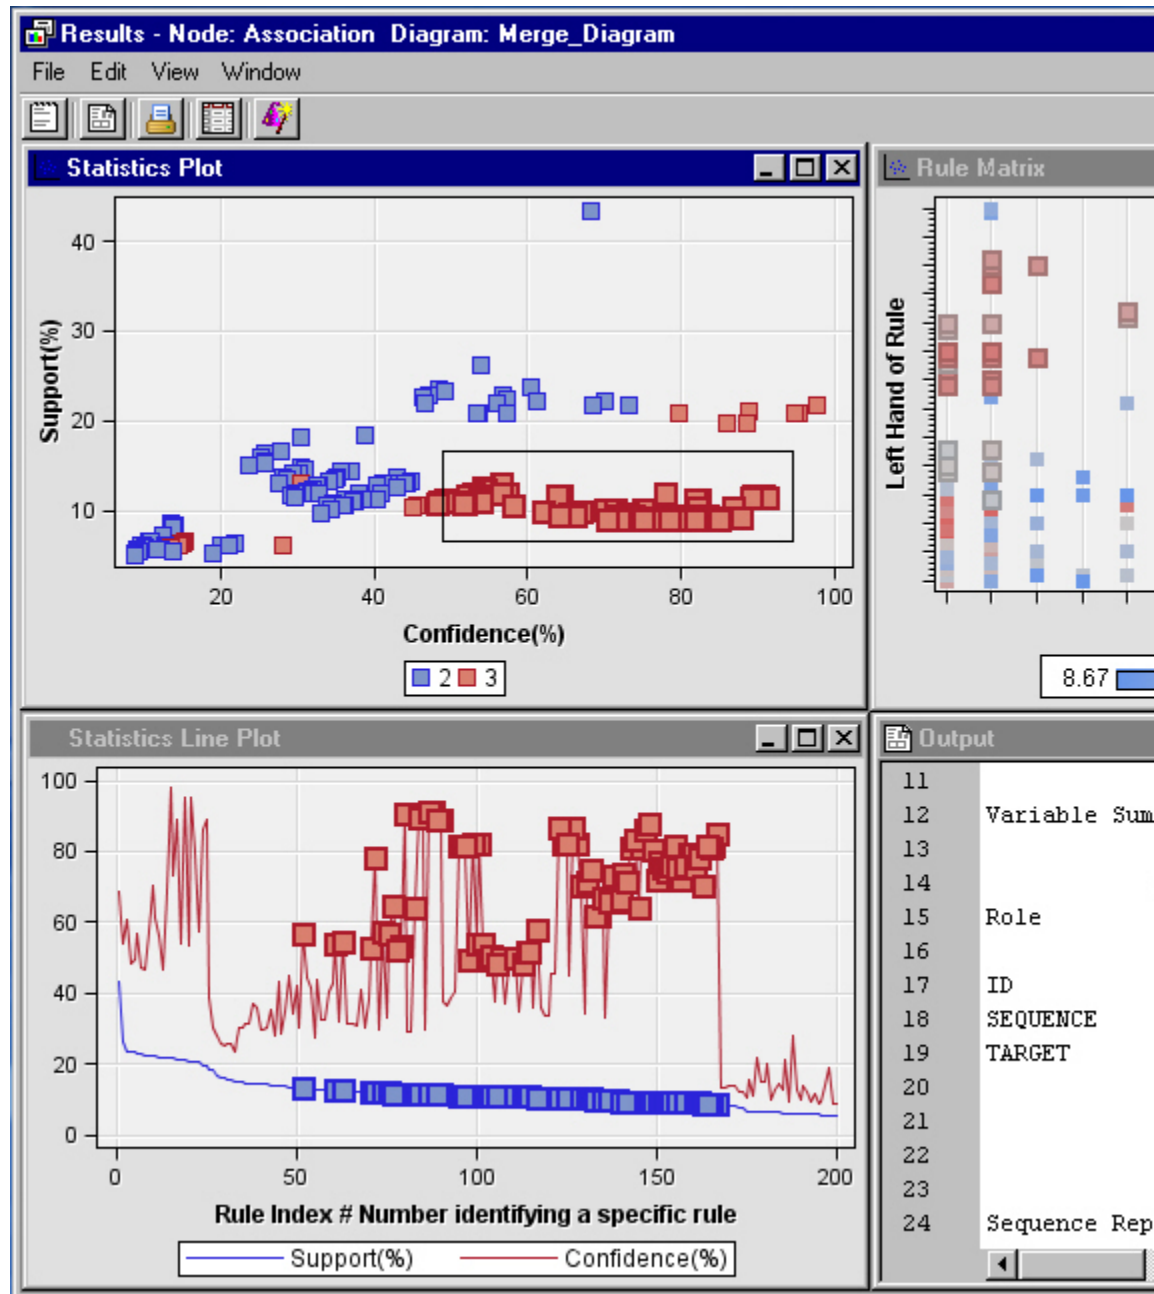 Results - Node: Association Diagram: Merge_Diagram
File Edit View Window
Statistics Plot
Support(%)
40
30
20
10
20 40 60 80 100
Confidence(%)
2 3
Rule Matrix
Left Hand of Rule
8.67
Statistics Line Plot
100
80
60
40
20
0
0 50 100 150 200
Rule Index # Number identifying a specific rule
Support(%) Confidence(%)
Output
11
12 Variable Sum
13
14
15 Role
16
17 ID
18 SEQUENCE
19 TARGET
20
21
22
23
24 Sequence Rep